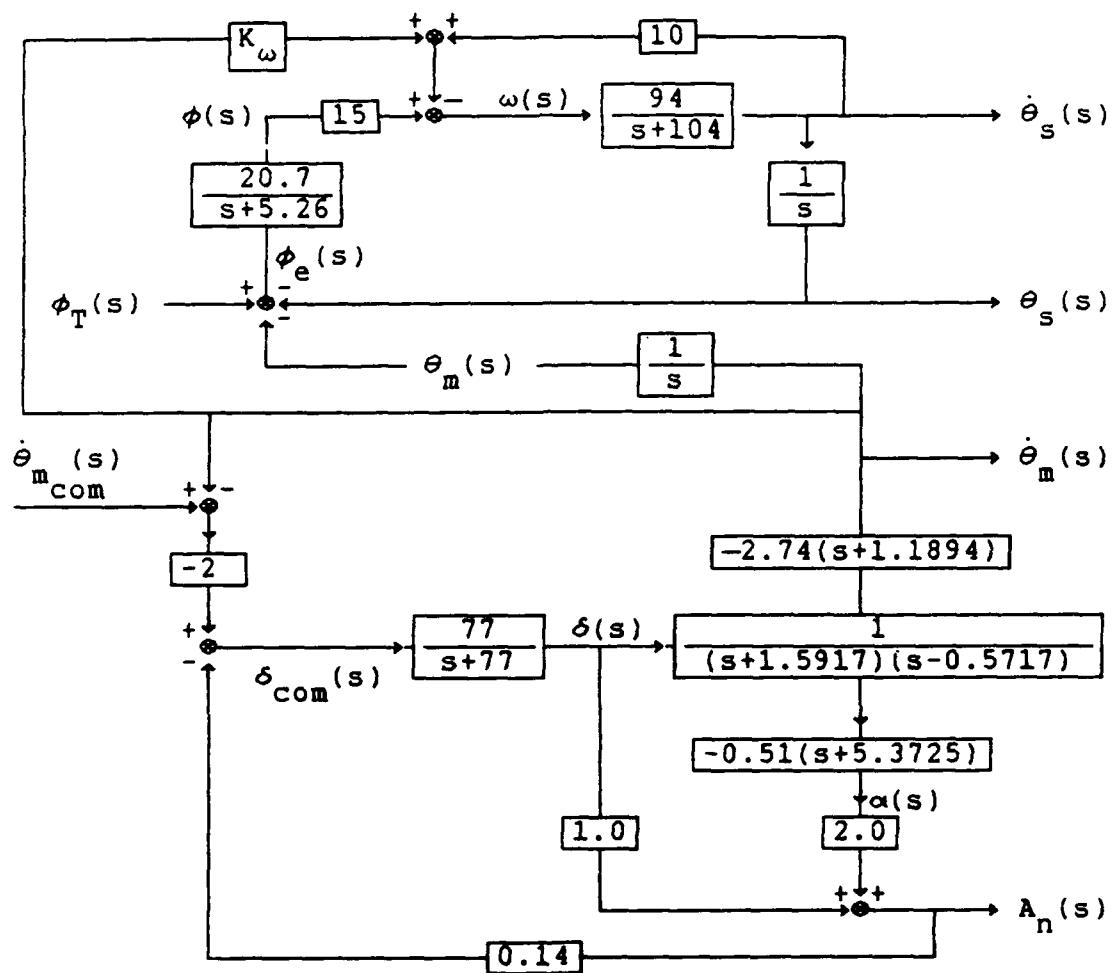 + +
K_ω + 10
φ(s) 15 + - ω(s) 94 / s+104 θ̇_s(s)
20.7 / s+5.26 1 / s
φ_e(s)
φ_T(s) + - - θ_s(s)
θ_m(s) 1 / s
θ̇_m_com(s) + - θ̇_m(s)
-2 -2.74(s+1.1894)
+ - δ_com(s) 77 / s+77 δ(s) 1 / (s+1.5917)(s-0.5717)
-0.51(s+5.3725)
α(s)
1.0 2.0
+ + A_n(s)
0.14